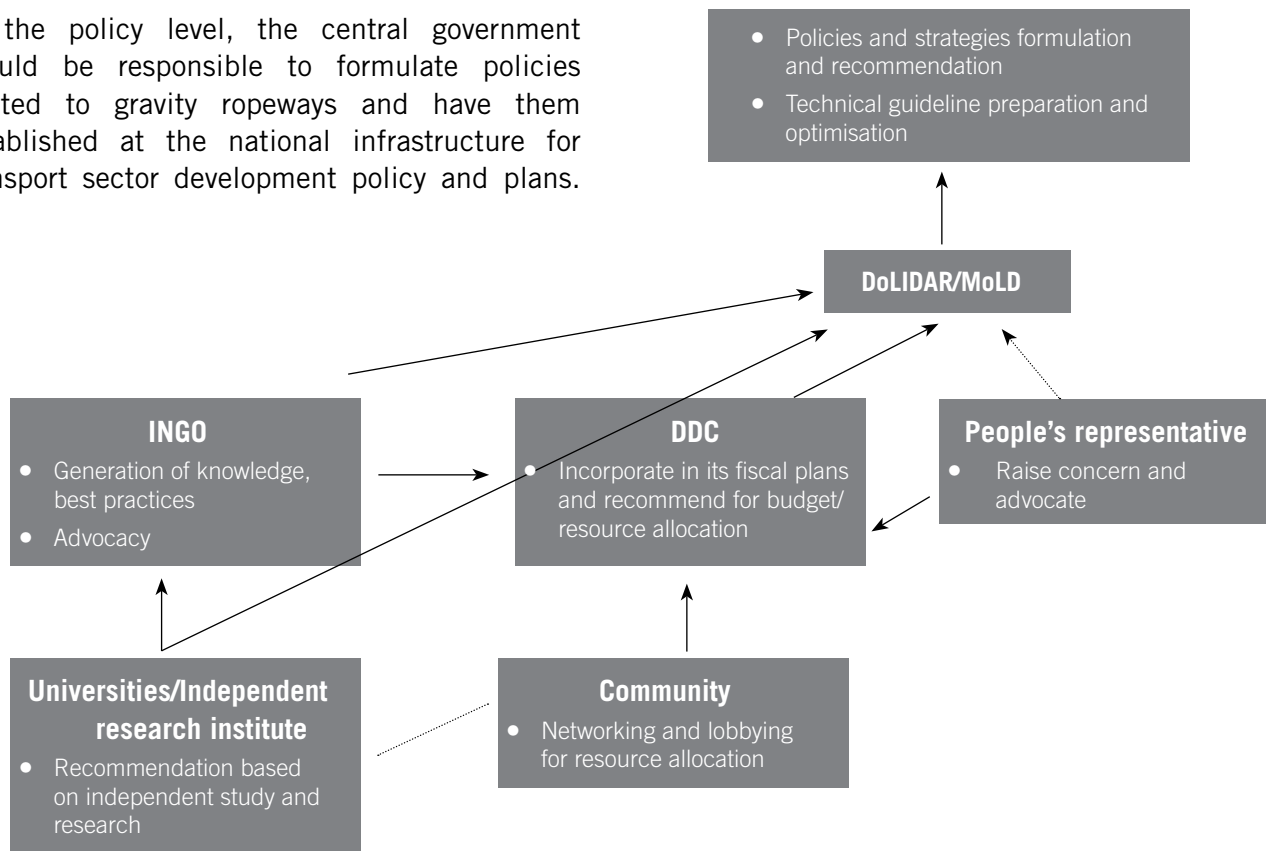 the policy level, the central government
be responsible to formulate policies
to gravity ropeways and have them
at the national infrastructure for
sector development policy and plans.
• Policies and strategies formulation
and recommendation
• Technical guideline preparation and
optimisation
DoLIDAR/MoLD
INGO
• Generation of knowledge,
best practices
• Advocacy
DDC
• Incorporate in its fiscal plans
and recommend for budget/
resource allocation
People's representative
• Raise concern and
advocate
Universities/Independent
research institute
• Recommendation based
on independent study and
research
Community
• Networking and lobbying
for resource allocation